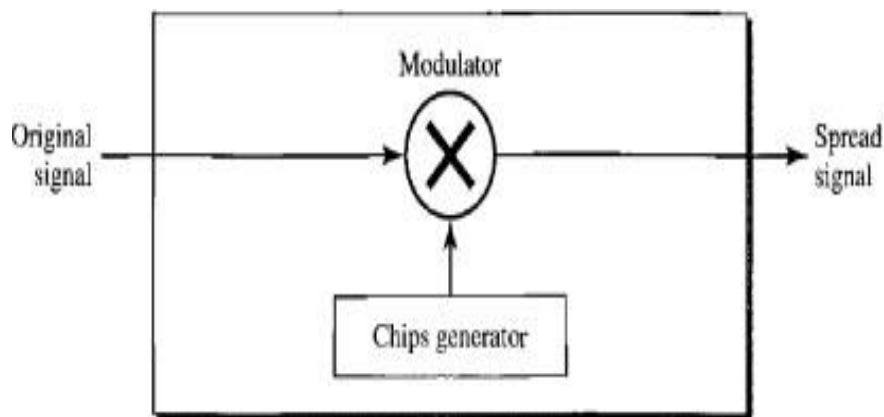 Modulator
Original
signal
Spread
signal
Chips generator